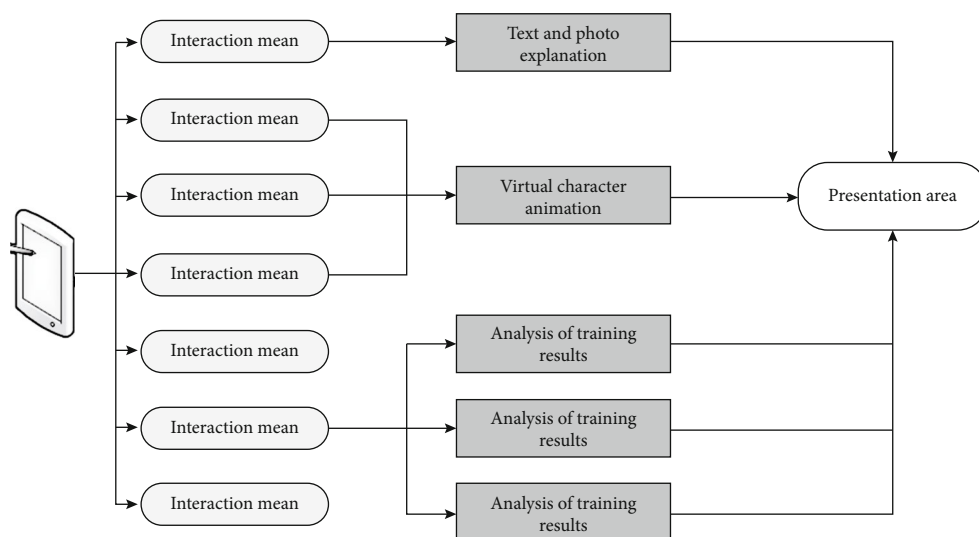 Interaction mean
Text and photo
explanation
Interaction mean
Interaction mean
Virtual character
animation
Presentation area
Interaction mean
Interaction mean
Analysis of training
results
Interaction mean
Analysis of training
results
Interaction mean
Analysis of training
results